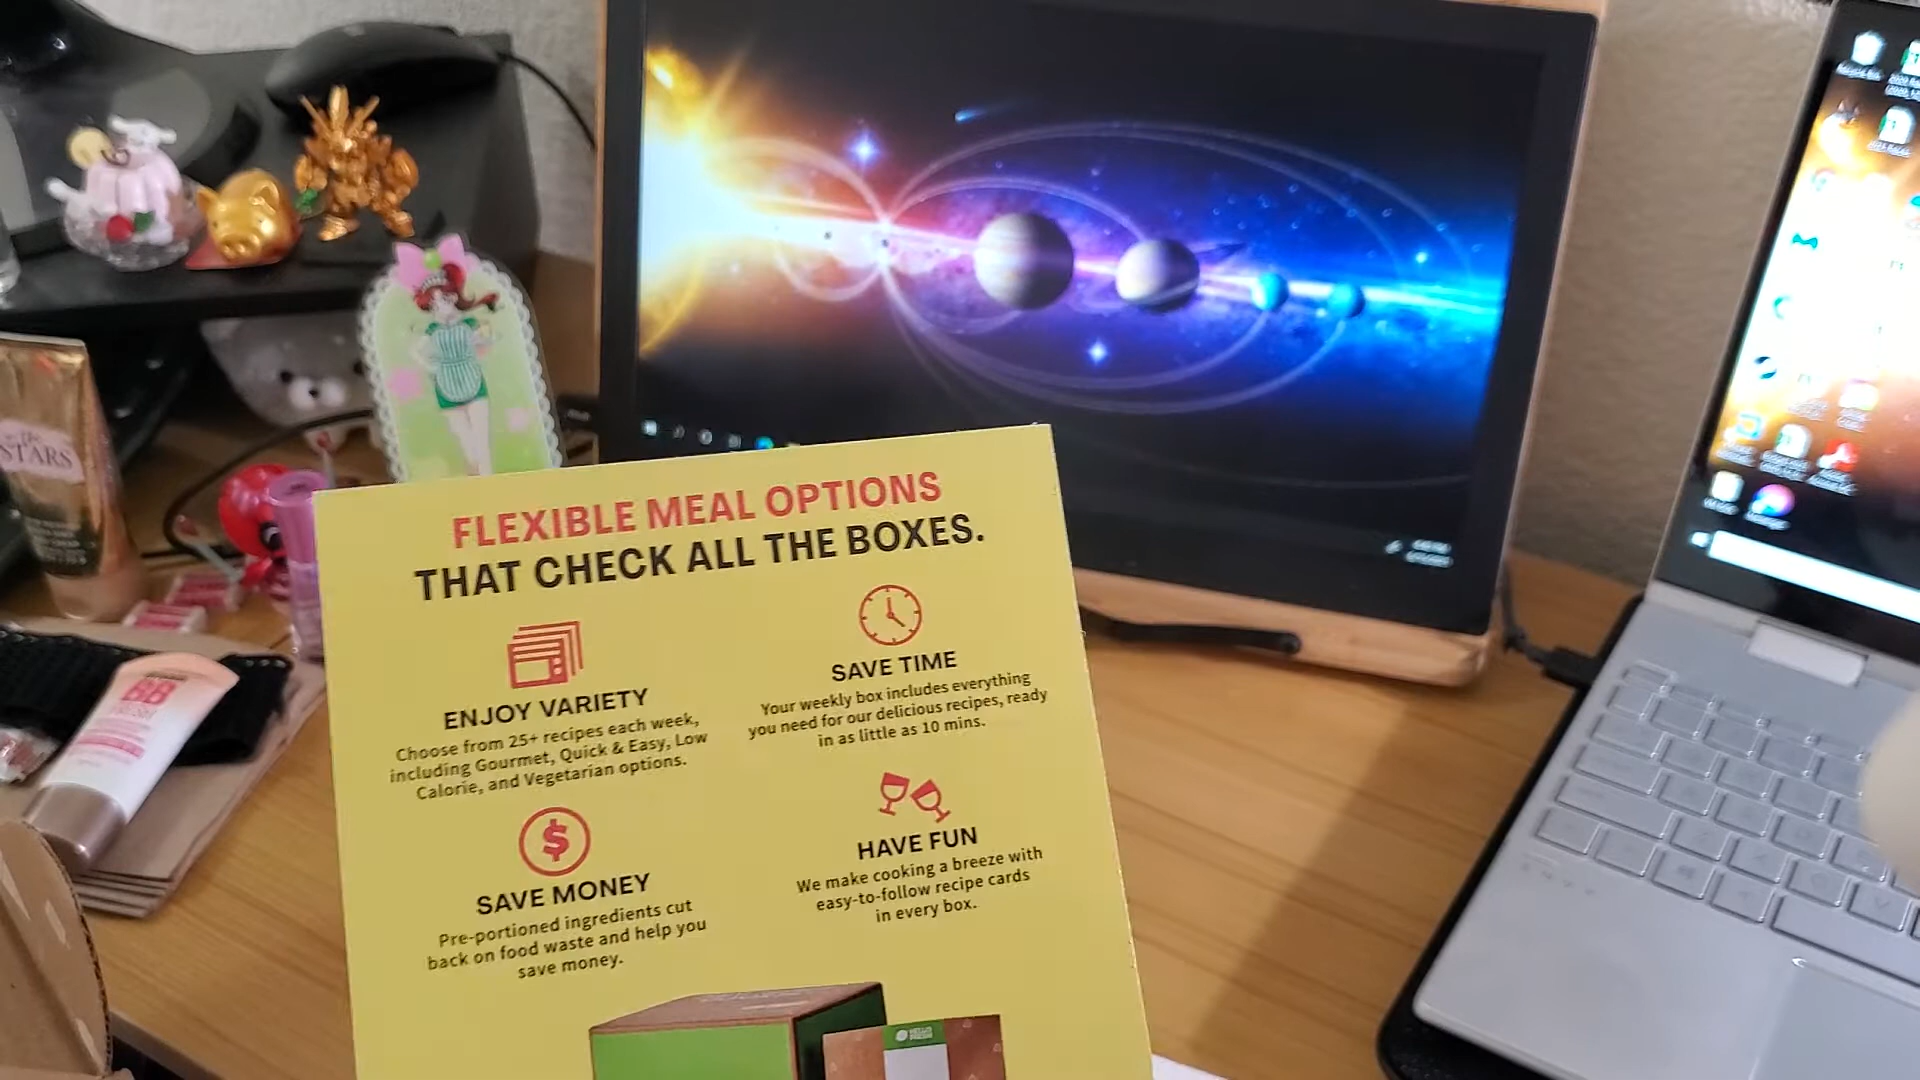 FLEXIBLE MEAL OPTIONS
THAT CHECK ALL THE BOXES.
ENJOY VARIETY
Choose from 25+ recipes each week,
including Gourmet, Quick & Easy, Low
Calorie, and Vegetarian options.
SAVE TIME
Your weekly box includes everything
you need for our delicious recipes, ready
in as little as 10 mins.
$
SAVE MONEY
Pre-portioned ingredients cut
back on food waste and help you
save money.
HAVE FUN
We make cooking a breeze with
easy-to-follow recipe cards
in every box.
HELLO
FRESH
the
STARS
BB